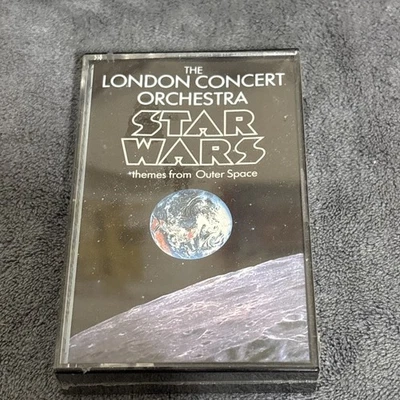 THE
LONDON CONCERT
ORCHESTRA
STAR
WARS
*themes from Outer Space